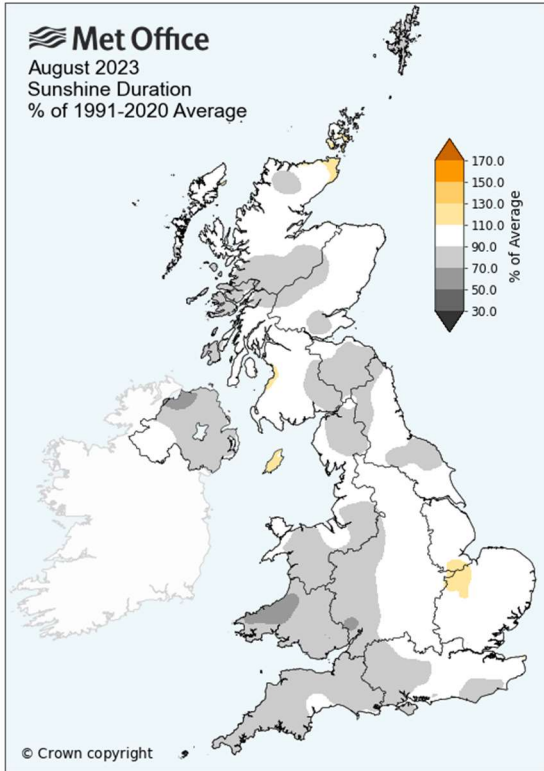 Met Office
August 2023
Sunshine Duration
% of 1991-2020 Average
170.0
150.0
130.0
110.0
90.0
70.0
50.0
30.0
% of Average
© Crown copyright